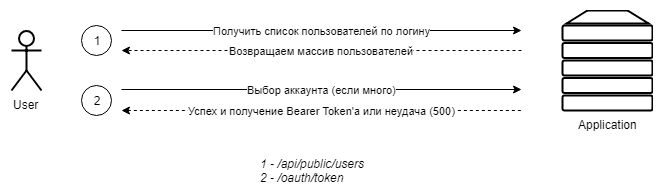 1
Получить список пользователей по логину
Возвращаем массив пользователей
User
2
Выбор аккаунта (если много)
Успех и получение Bearer Token'а или неудача (500)
Application
1 - /api/public/users
2 - /oauth/token